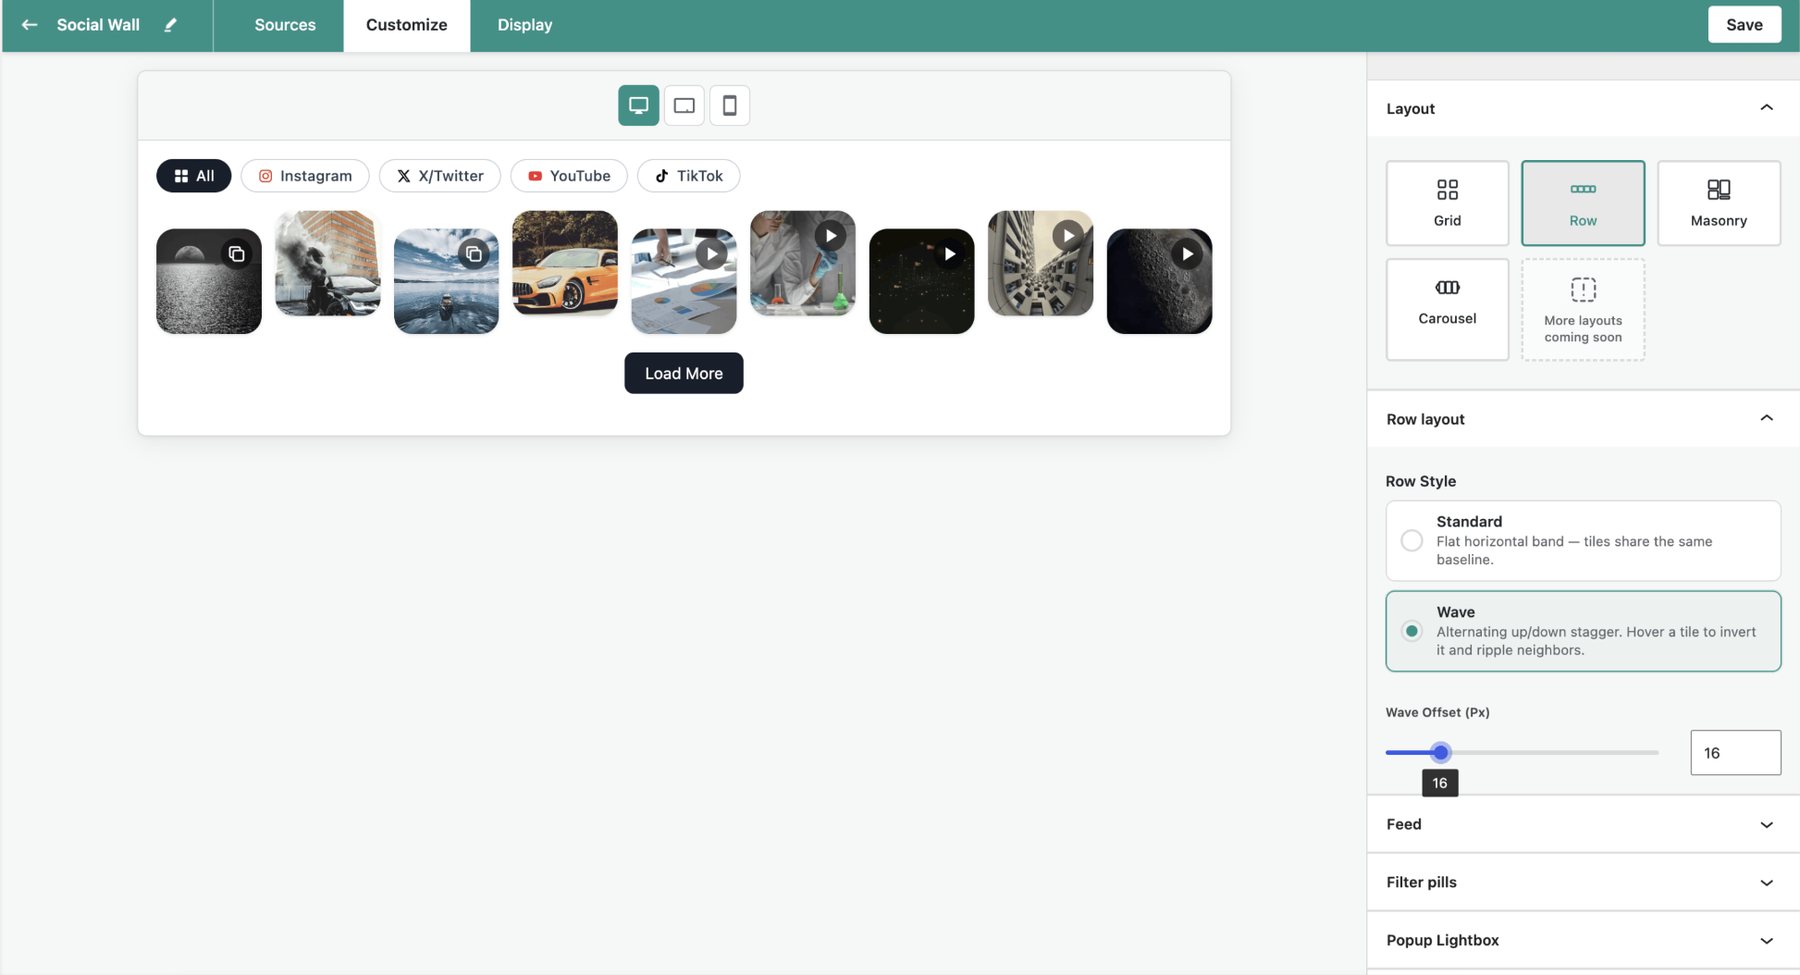 Social Wall
Sources
Customize
Display
Save
All
Instagram
X/Twitter
YouTube
TikTok
Load More
Layout
Grid
Row
Masonry
Carousel
More layouts
coming soon
Row layout
Row Style
Standard
Flat horizontal band — tiles share the same
baseline.
Wave
Alternating up/down stagger. Hover a tile to invert
it and ripple neighbors.
Wave Offset (Px)
16
16
Feed
Filter pills
Popup Lightbox